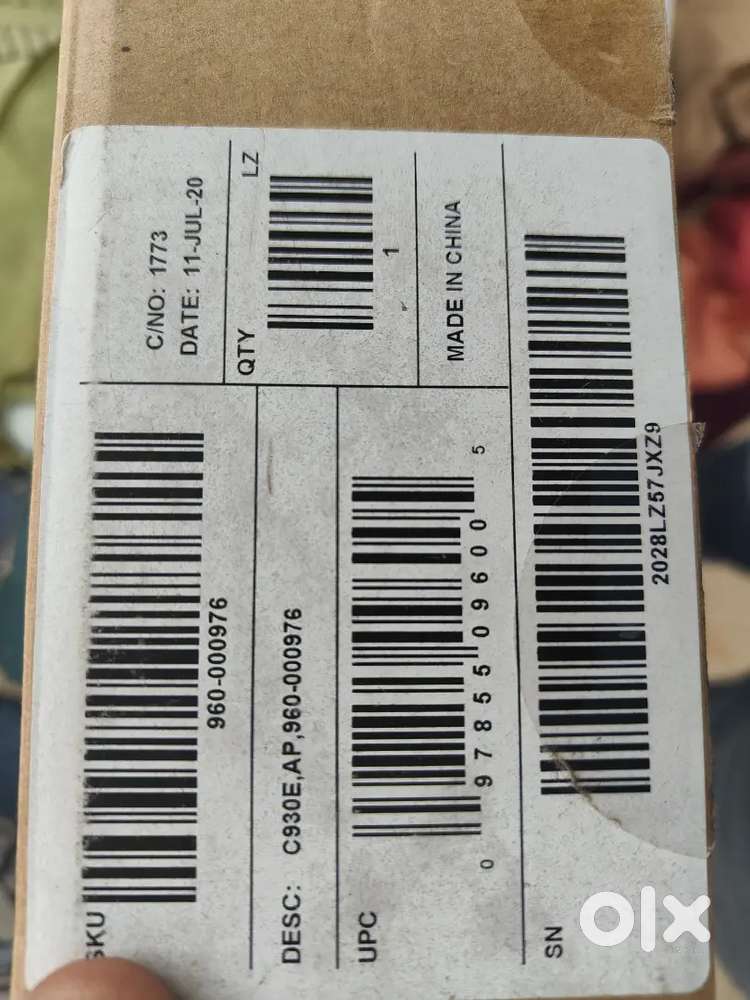 C/NO: 1773
DATE: 11-JUL-20
QTY
LZ
1
MADE IN CHINA
SKU
960-000976
DESC: C930E,AP,960-000976
UPC
0 97855 09600 5
SN
2028LZ57JXZ9
olx